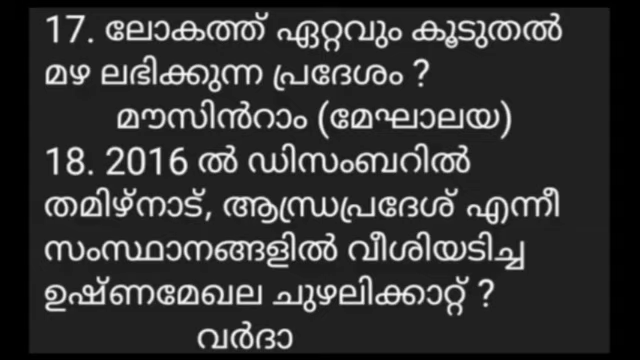 17. ലോകത്ത് ഏറ്റവും കൂടുതൽ
മഴ ലഭിക്കുന്ന പ്രദേശം ?
മൗസിൻറാം (മേഘാലയ)
18. 2016 ൽ ഡിസംബറിൽ
തമിഴ്നാട്, ആന്ധ്രപ്രദേശ് എന്നീ
സംസ്ഥാനങ്ങളിൽ വീശിയടിച്ച
ഉഷ്ണമേഖല ചുഴലിക്കാറ്റ് ?
വർദാ